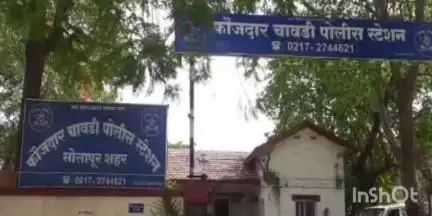 फौजदार चावडी पोलीस स्टेशन
☎ 0217-2744621
फौजदार चावडी पोलीस स्टेशन
सोलापूर शहर
☎ 0217-2744621
InShOt